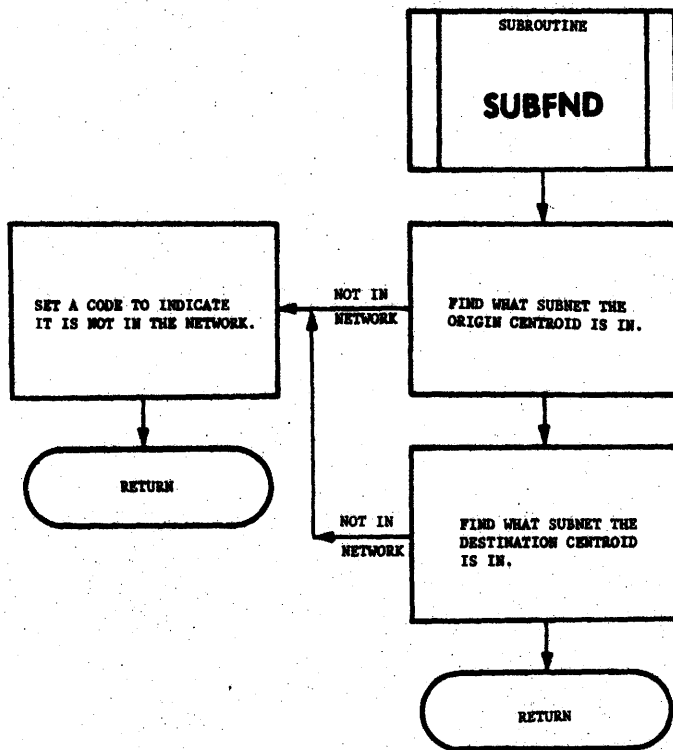 SUBROUTINE
SUBFND
FIND WHAT SUBNET THE
ORIGIN CENTROID IS IN.
NOT IN
NETWORK
SET A CODE TO INDICATE
IT IS NOT IN THE NETWORK.
RETURN
FIND WHAT SUBNET THE
DESTINATION CENTROID
IS IN.
NOT IN
NETWORK
RETURN